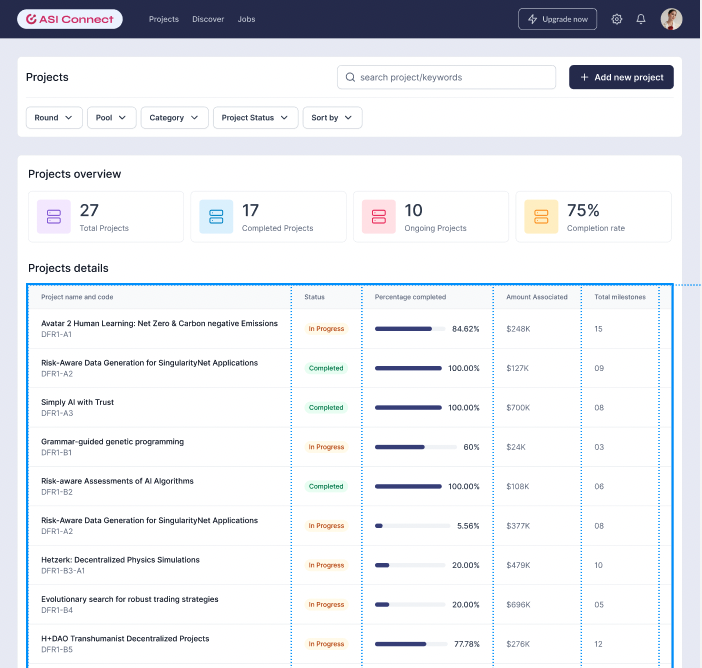 ASI Connect Projects Discover Jobs Upgrade now
Projects search project/keywords + Add new project
Round Pool Category Project Status Sort by
Projects overview
27 17 10 75%
Total Projects Completed Projects Ongoing Projects Completion rate
Projects details
Project name and code Status Percentage completed Amount Associated Total milestones
Avatar 2 Human Learning: Net Zero & Carbon negative Emissions
DFR1-A1 In Progress 84.62% $248K 15
Risk-Aware Data Generation for SingularityNet Applications
DFR1-A2 Completed 100.00% $127K 09
Simply AI with Trust
DFR1-A3 Completed 100.00% $700K 08
Grammar-guided genetic programming
DFR1-B1 In Progress 60% $24K 03
Risk-aware Assessments of AI Algorithms
DFR1-B2 Completed 100.00% $108K 06
Risk-Aware Data Generation for SingularityNet Applications
DFR1-A2 In Progress 5.56% $377K 08
Hetzerk: Decentralized Physics Simulations
DFR1-B3-A1 In Progress 20.00% $479K 10
Evolutionary search for robust trading strategies
DFR1-B4 In Progress 20.00% $696K 05
H+DAO Transhumanist Decentralized Projects
DFR1-B5 In Progress 77.78% $276K 12